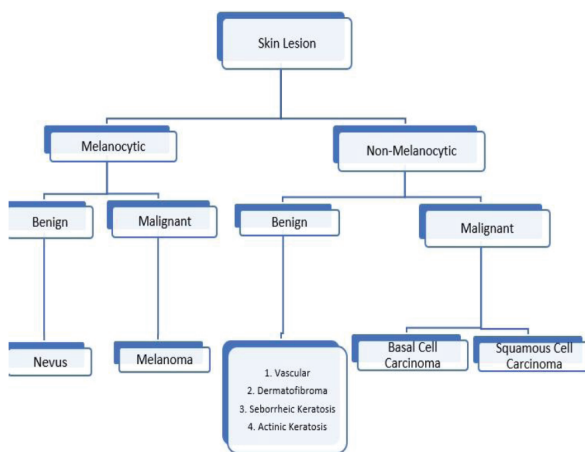 Skin Lesion
Melanocytic
Non-Melanocytic
Benign
Malignant
Benign
Malignant
Nevus
Melanoma
1. Vascular
2. Dermatofibroma
3. Seborrheic Keratosis
4. Actinic Keratosis
Basal Cell
Carcinoma
Squamous Cell
Carcinoma